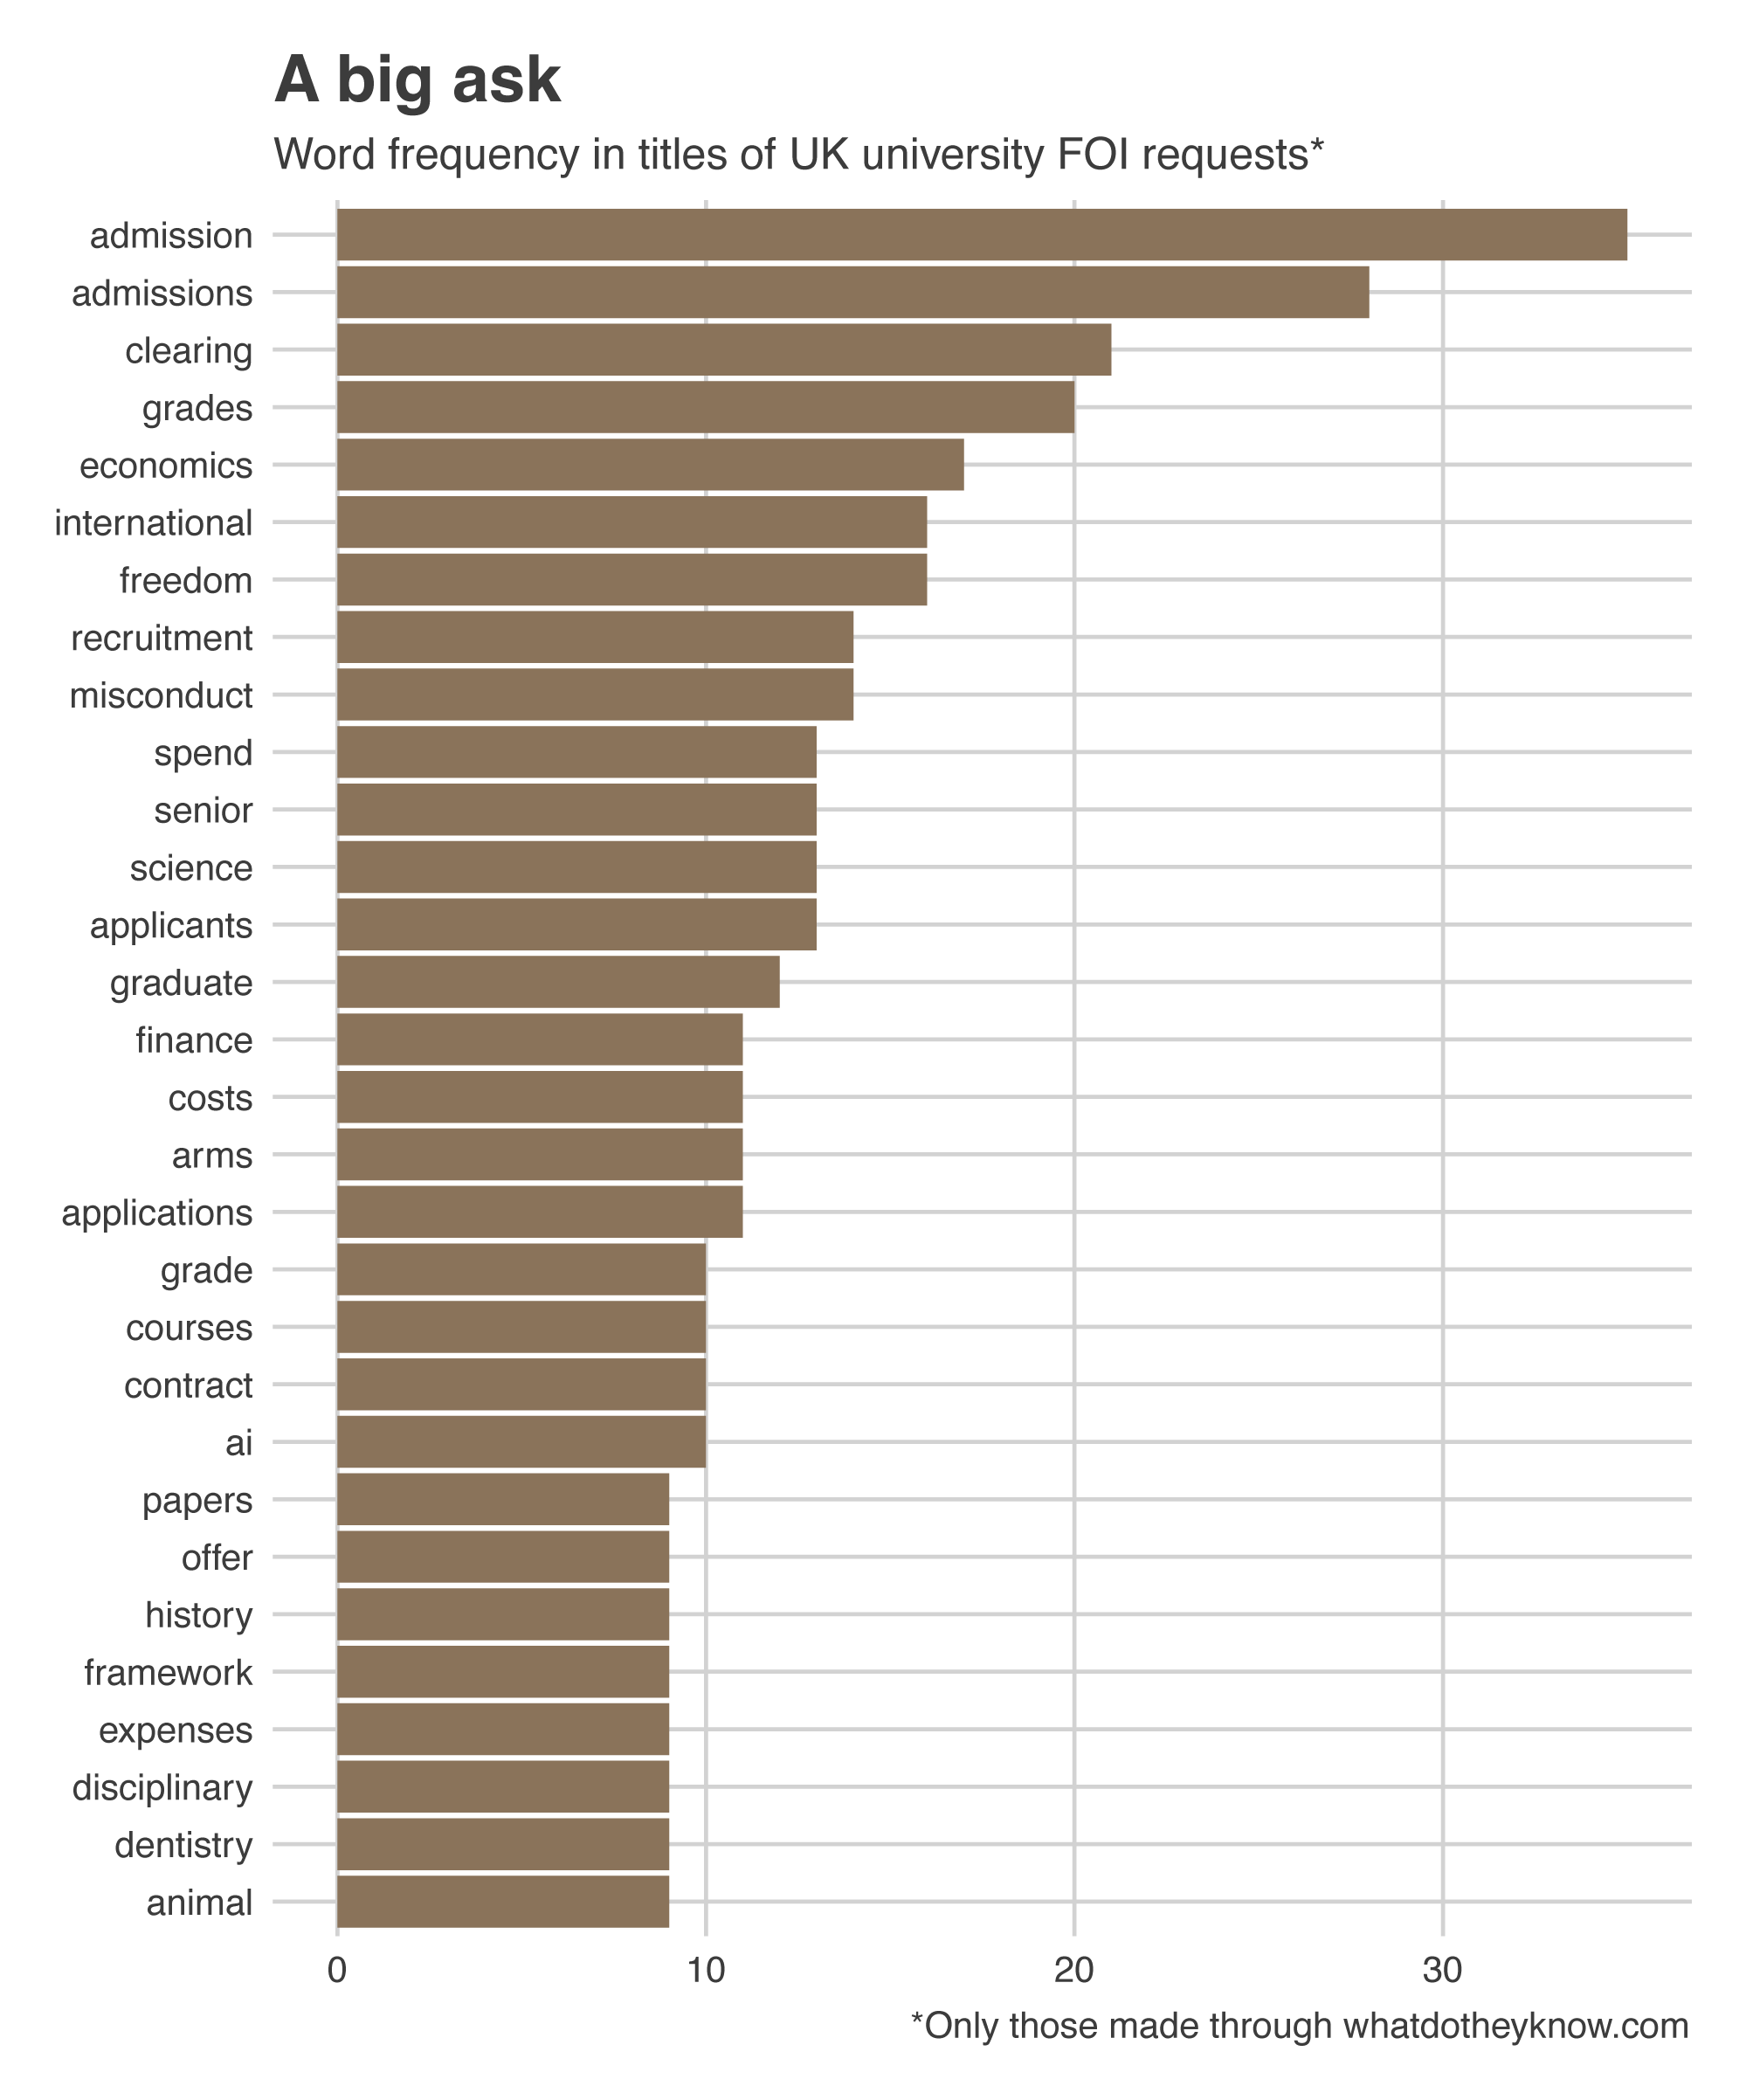 A big ask
Word frequency in titles of UK university FOI requests*
admission
admissions
clearing
grades
economics
international
freedom
recruitment
misconduct
spend
senior
science
applicants
graduate
finance
costs
arms
applications
grade
courses
contract
ai
papers
offer
history
framework
expenses
disciplinary
dentistry
animal
0 10 20 30
*Only those made through whatdotheyknow.com